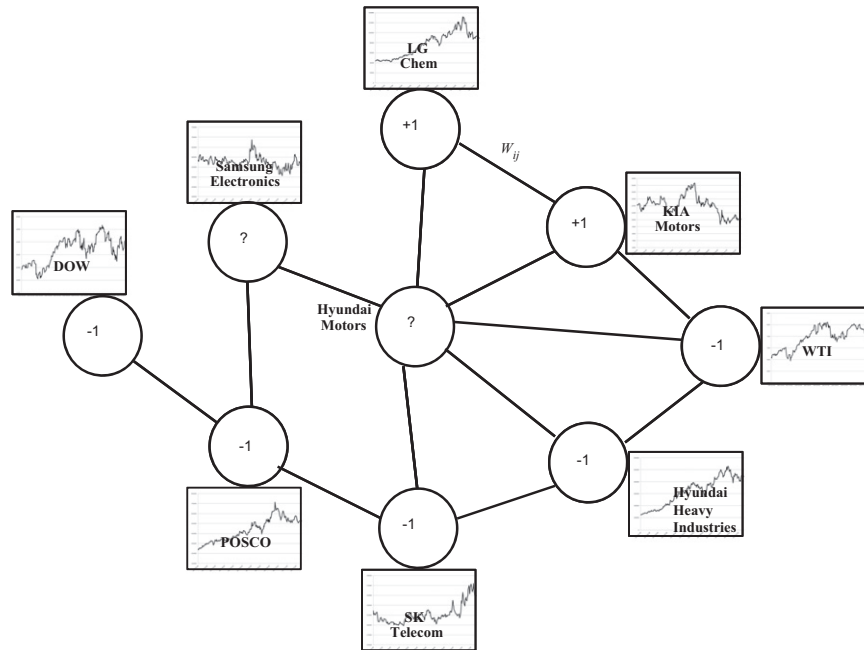 LG
Chem
+1
W_ij
Samsung
Electronics
+1
KIA
Motors
?
DOW
Hyundai
Motors
?
-1
-1
WTI
-1
-1
Hyundai
Heavy
Industries
POSCO
-1
SK
Telecom